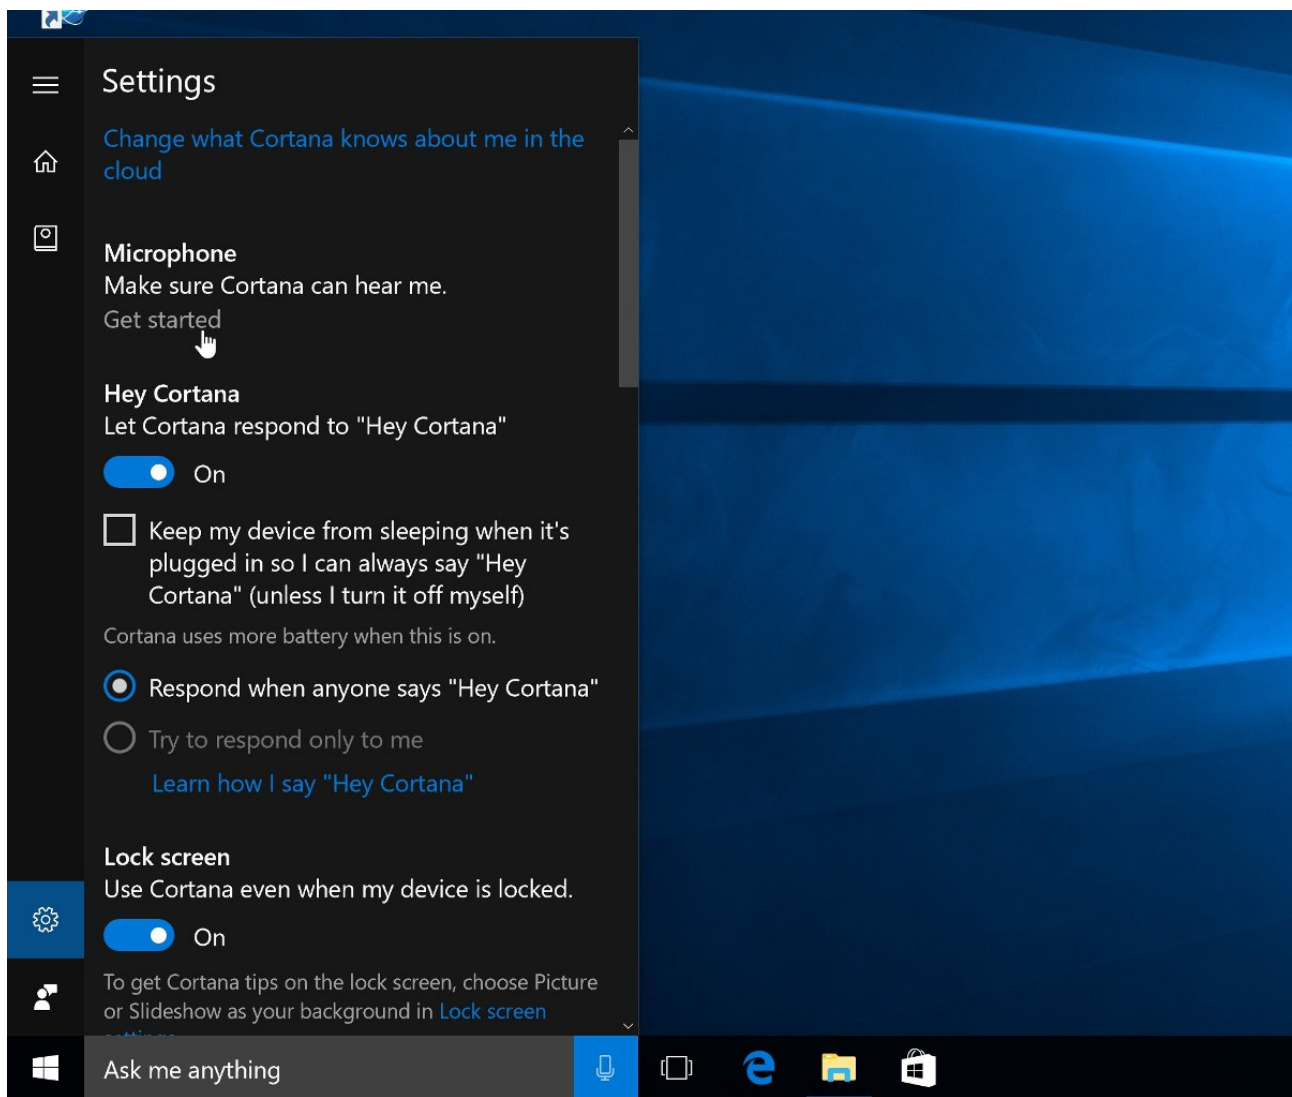 Settings
Change what Cortana knows about me in the
cloud
Microphone
Make sure Cortana can hear me.
Get started
Hey Cortana
Let Cortana respond to "Hey Cortana"
On
Keep my device from sleeping when it's
plugged in so I can always say "Hey
Cortana" (unless I turn it off myself)
Cortana uses more battery when this is on.
Respond when anyone says "Hey Cortana"
Try to respond only to me
Learn how I say "Hey Cortana"
Lock screen
Use Cortana even when my device is locked.
On
To get Cortana tips on the lock screen, choose Picture
or Slideshow as your background in Lock screen
Ask me anything